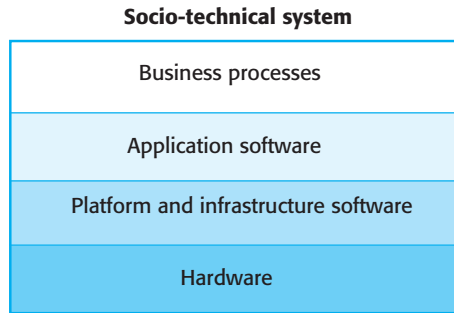 Socio-technical system
Business processes
Application software
Platform and infrastructure software
Hardware